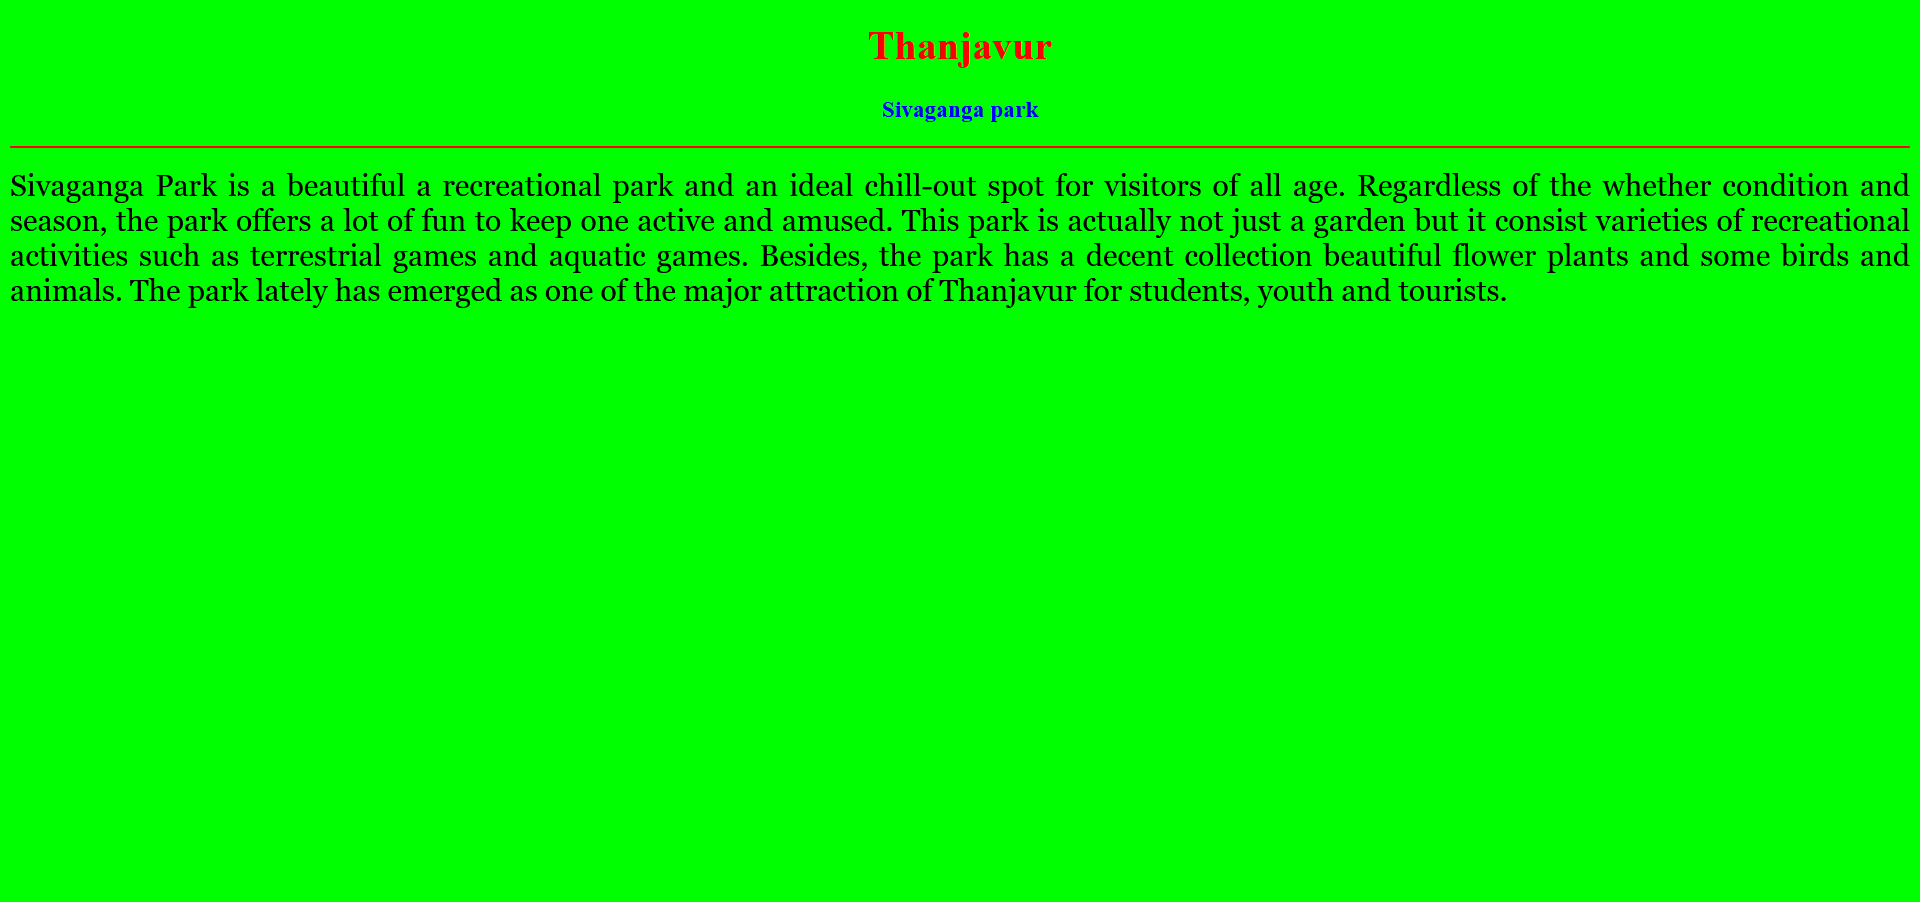 Thanjavur
Sivaganga park
Sivaganga Park is a beautiful a recreational park and an ideal chill-out spot for visitors of all age. Regardless of the whether condition and
season, the park offers a lot of fun to keep one active and amused. This park is actually not just a garden but it consist varieties of recreational
activities such as terrestrial games and aquatic games. Besides, the park has a decent collection beautiful flower plants and some birds and
animals. The park lately has emerged as one of the major attraction of Thanjavur for students, youth and tourists.